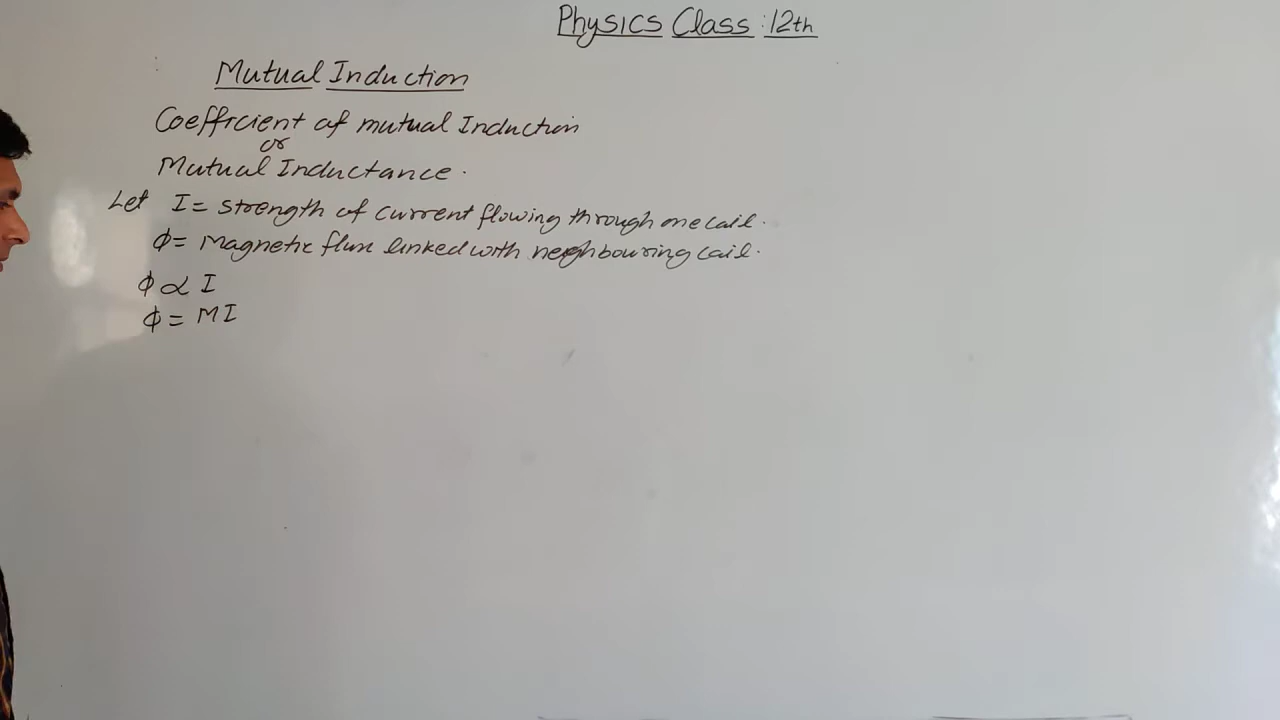 Physics Class : 12th
Mutual Induction
Coefficient of mutual Induction
or
Mutual Inductance.
Let I = strength of current flowing through one coil.
Φ = Magnetic flux linked with neighbouring coil.
Φ ∝ I
Φ = MI